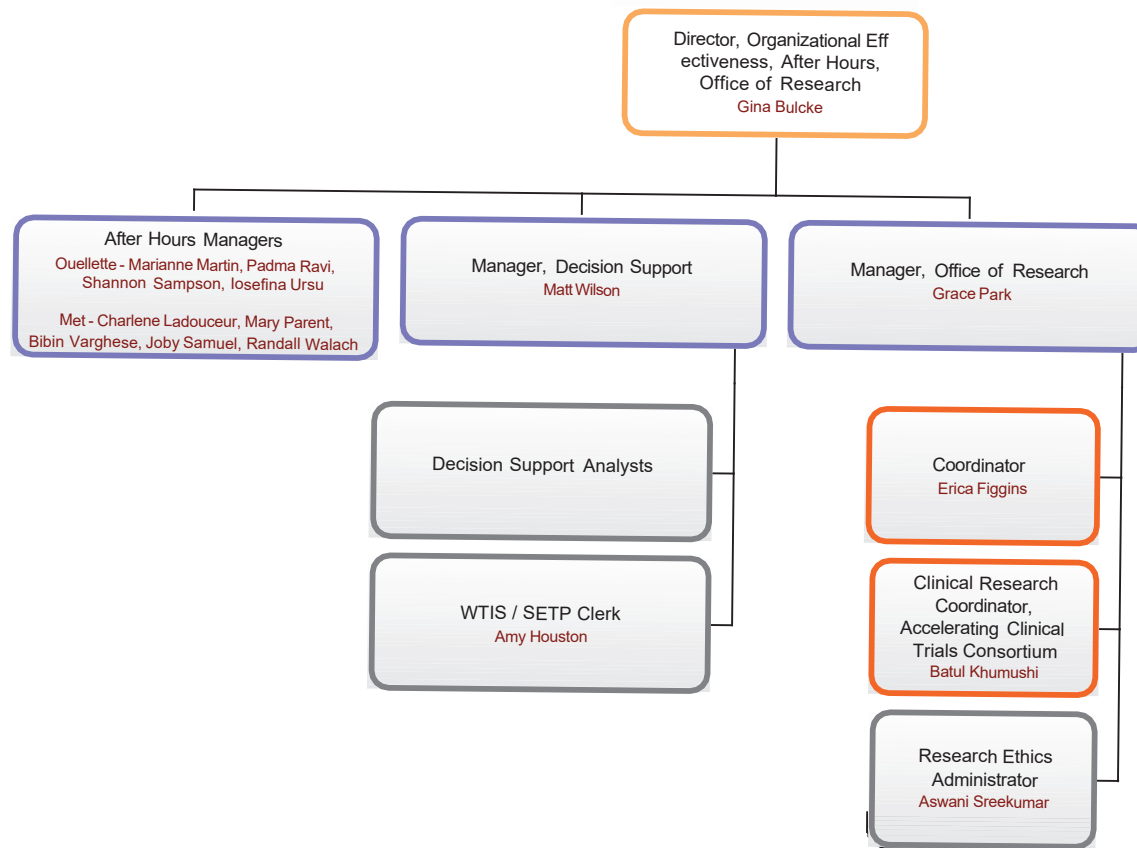 Director, Organizational Eff
ectiveness, After Hours,
Office of Research
Gina Bulcke
After Hours Managers
Ouellette - Marianne Martin, Padma Ravi,
Shannon Sampson, Iosefina Ursu
Met - Charlene Ladouceur, Mary Parent,
Bibin Varghese, Joby Samuel, Randall Walach
Manager, Decision Support
Matt Wilson
Manager, Office of Research
Grace Park
Decision Support Analysts
WTIS / SETP Clerk
Amy Houston
Coordinator
Erica Figgins
Clinical Research
Coordinator,
Accelerating Clinical
Trials Consortium
Batul Khumushi
Research Ethics
Administrator
Aswani Sreekumar